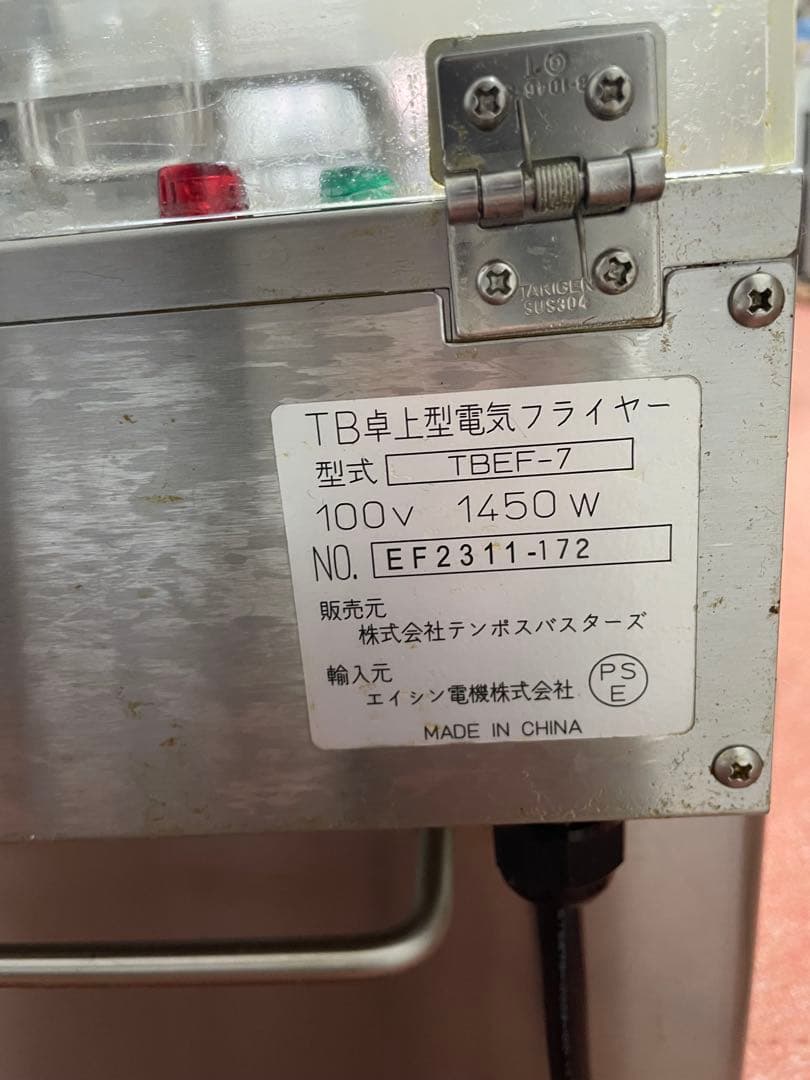 TAKIGEN
SUS304
TB卓上型電気フライヤー
型式 TBEF-7
100V 1450W
NO. EF2311-172
販売元
株式会社テンポスバスターズ
輸入元
エイシン電機株式会社
PS
E
MADE IN CHINA